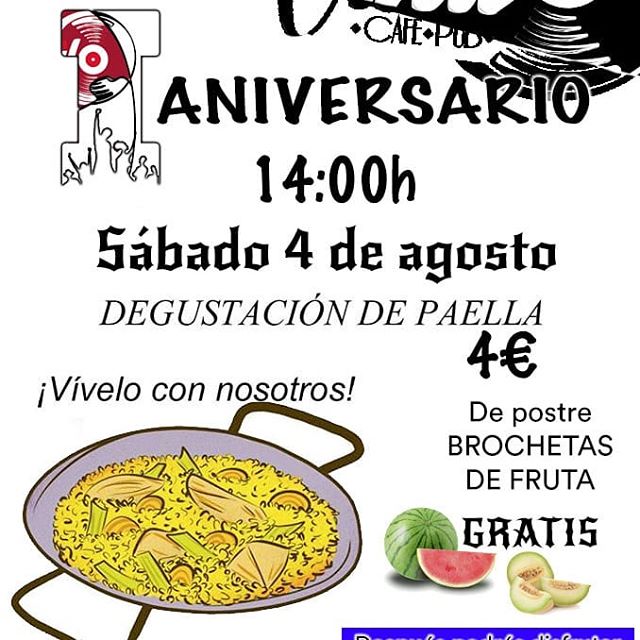 ·CAFE·PUB·
I ANIVERSARIO
14:00h
Sábado 4 de agosto
DEGUSTACIÓN DE PAELLA
4€
¡Vívelo con nosotros!
De postre
BROCHETAS
DE FRUTA
GRATIS